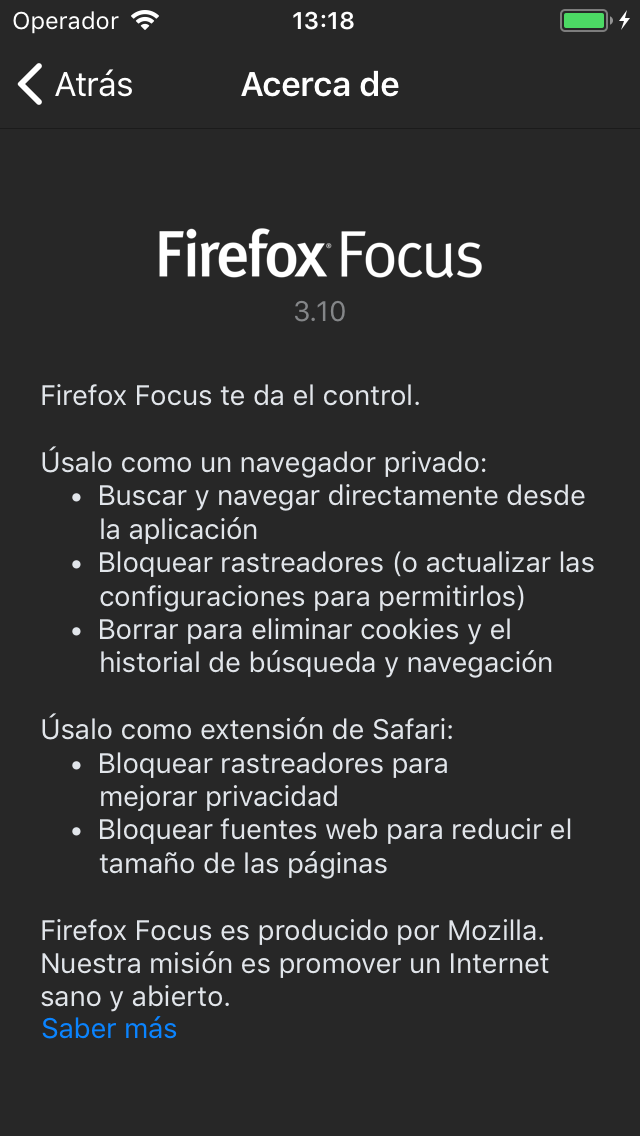 Operador 13:18
Atrás Acerca de
Firefox Focus
3.10
Firefox Focus te da el control.
Úsalo como un navegador privado:
• Buscar y navegar directamente desde
la aplicación
• Bloquear rastreadores (o actualizar las
configuraciones para permitirlos)
• Borrar para eliminar cookies y el
historial de búsqueda y navegación
Úsalo como extensión de Safari:
• Bloquear rastreadores para
mejorar privacidad
• Bloquear fuentes web para reducir el
tamaño de las páginas
Firefox Focus es producido por Mozilla.
Nuestra misión es promover un Internet
sano y abierto.
Saber más